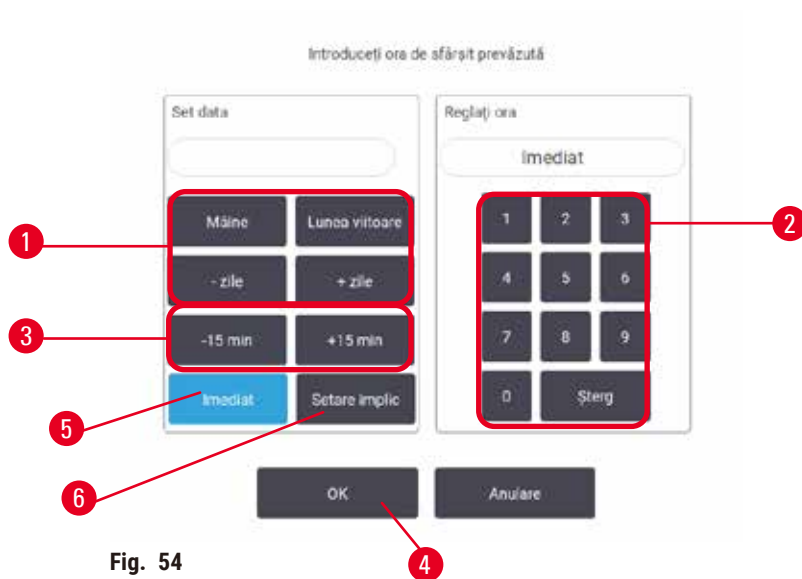 Introduceți ora de sfârșit prevăzută
Set data
Reglați ora
Imediat
Mâine
Lunea viitoare
1
2
3
1
2
- zile
+ zile
4
5
6
3
-15 min
+15 min
7
8
9
Imediat
Setare implic
0
Șterg
5
6
OK
Anulare
4
Fig. 54